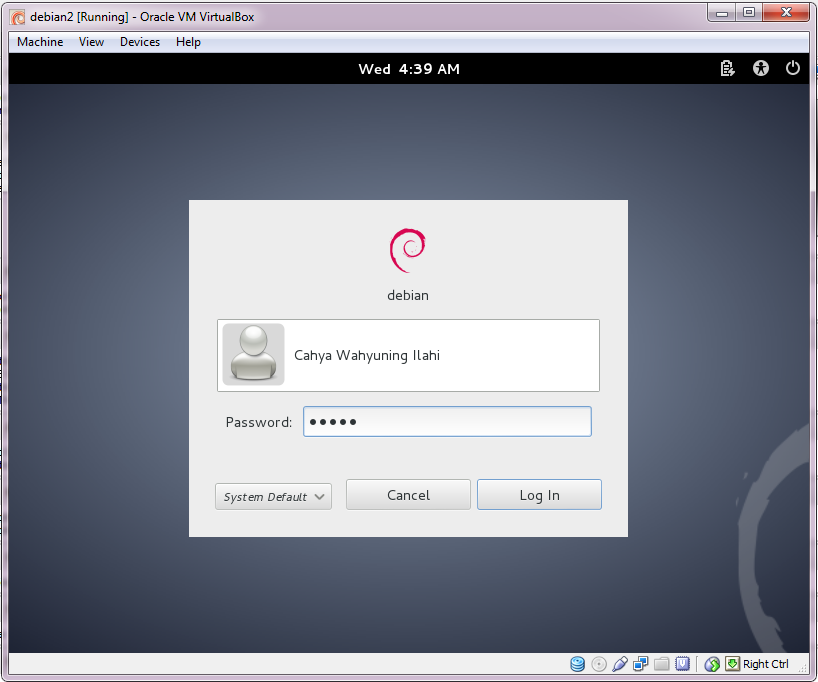 debian2 [Running] - Oracle VM VirtualBox
Machine View Devices Help
Wed 4:39 AM
debian
Cahya Wahyuning Ilahi
Password: •••••
System Default Cancel Log In
Right Ctrl